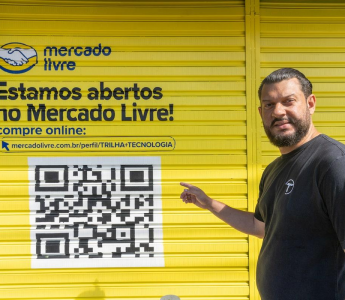 mercado
livre
Estamos abertos
no Mercado Livre!
compre online:
mercadolivre.com.br/perfil/TRILHA+TECNOLOGIA